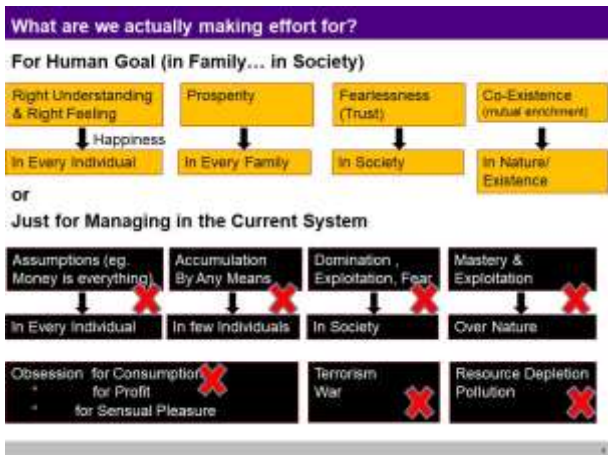 What are we actually making effort for?
For Human Goal (in Family… in Society)
Right Understanding
& Right Feeling
Prosperity
Fearlessness
(Trust)
Co-Existence
(mutual enrichment)
Happiness
In Every Individual
In Every Family
In Society
In Nature/
Existence
or
Just for Managing in the Current System
Assumptions (eg.
Money is everything)
Accumulation
By Any Means
Domination ,
Exploitation, Fear
Mastery &
Exploitation
In Every Individual
In few Individuals
In Society
Over Nature
Obsession for Consumption
" for Profit
" for Sensual Pleasure
Terrorism
War
Resource Depletion
Pollution